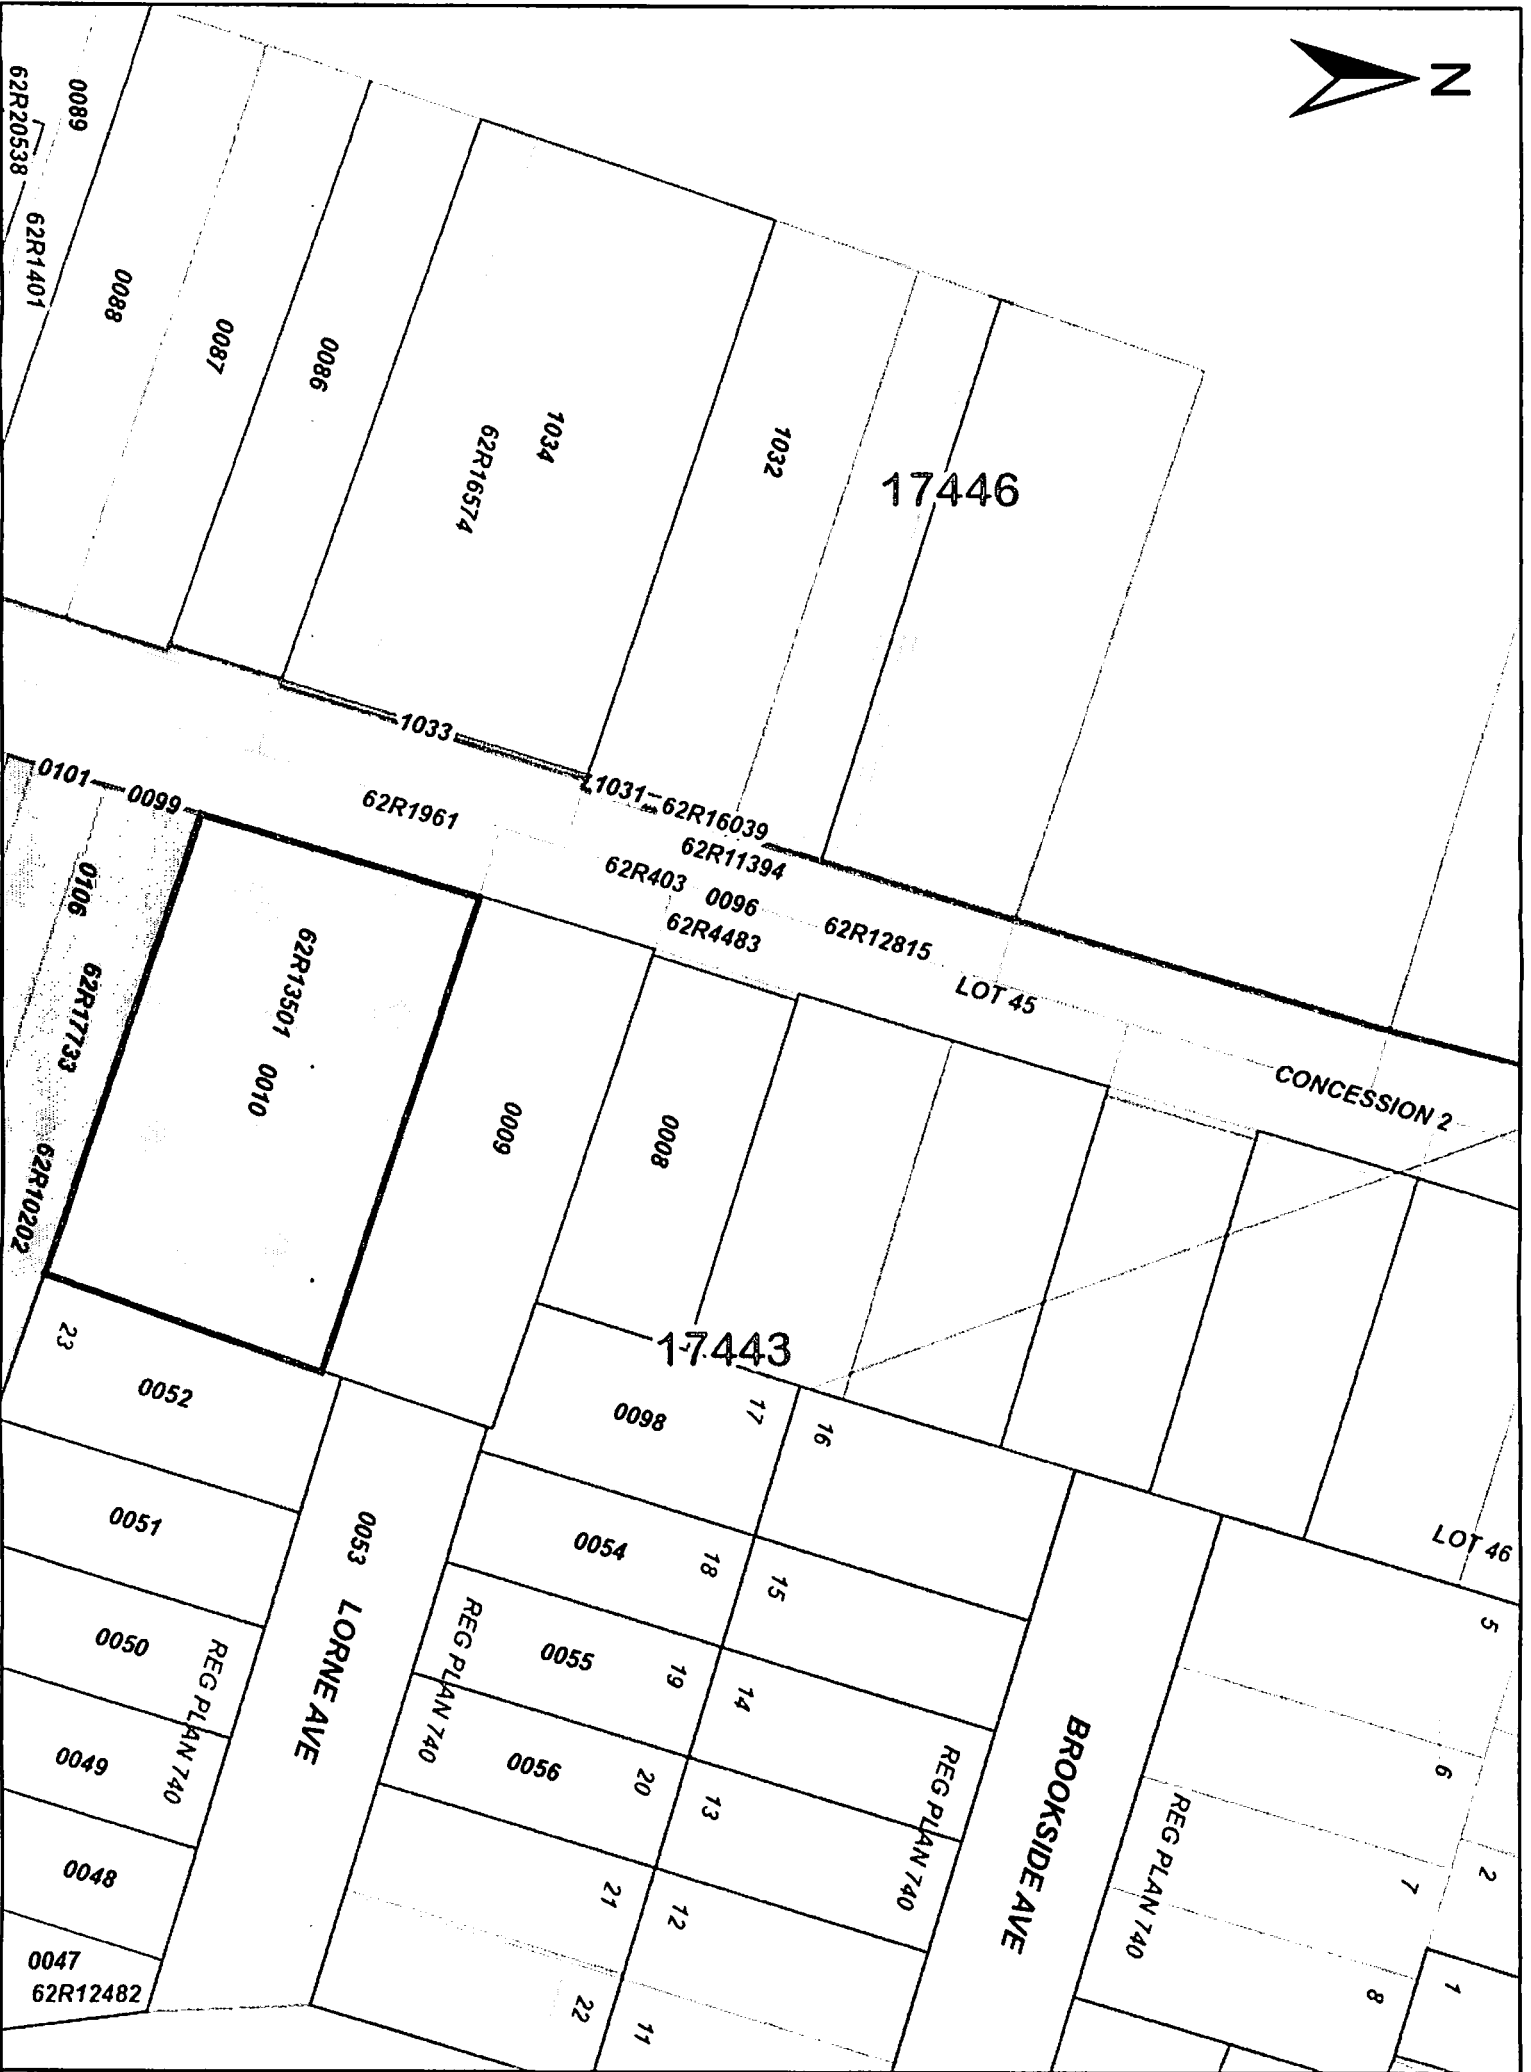 N
0089
62R20538
62R1401
0088
0087
0086
1034
62R16574
1032
17446
1033
1031
62R16039
62R11394
62R403
0096
62R4483
62R12815
LOT 45
CONCESSION 2
62R1961
0101
0099
0106
62R17733
62R10202
62R13501 0010
0009
0008
17443
LOT 46
23
0052
0098
17
16
0051
0053 LORNE AVE
0054
18
15
5
0050
REG PLAN 740
REG PLAN 740
0055
19
14
6
0049
0056
20
13
REG PLAN 740
BROOKSIDE AVE
REG PLAN 740
7
2
0048
21
12
8
1
0047
62R12482
22
11